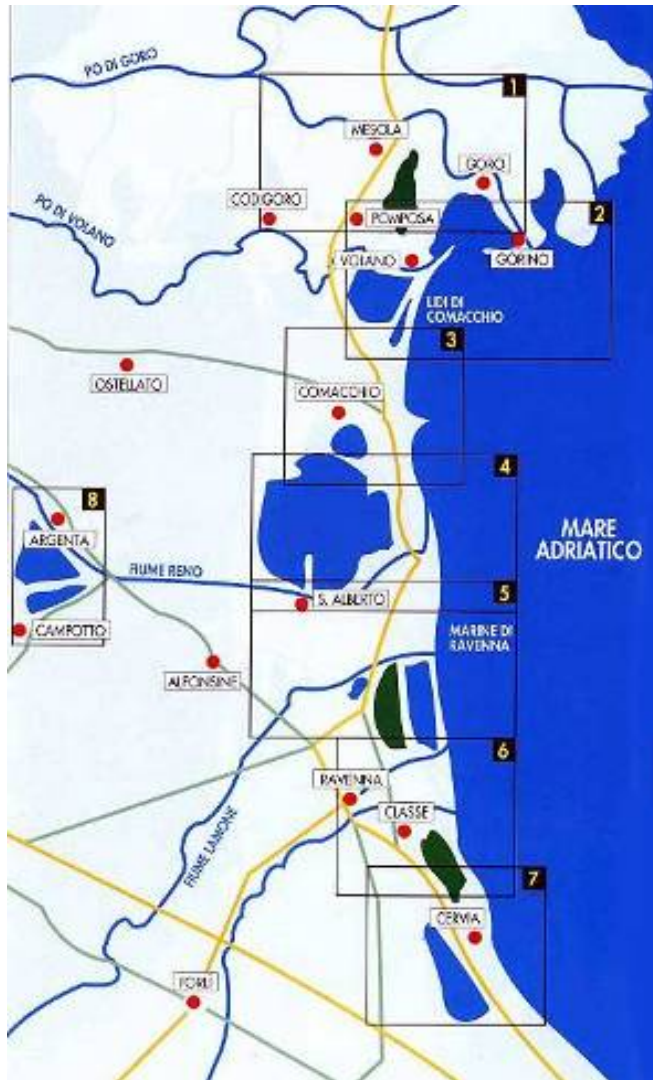 PO DI GORO
1
MESOLA
GORO
CODIGORO
POMPOSA
2
PO DI VOLANO
VOLANO
GORINO
LIDI DI
COMACCHIO
3
OSTELLATO
COMACCHIO
4
8
ARGENTA
MARE
ADRIATICO
FIUME RENO
5
S. ALBERTO
CAMPOTTO
MARINE DI
RAVENNA
ALFONSINE
6
RAVENNA
CLASSE
FIUME LAMONE
7
CERVIA
FORLI